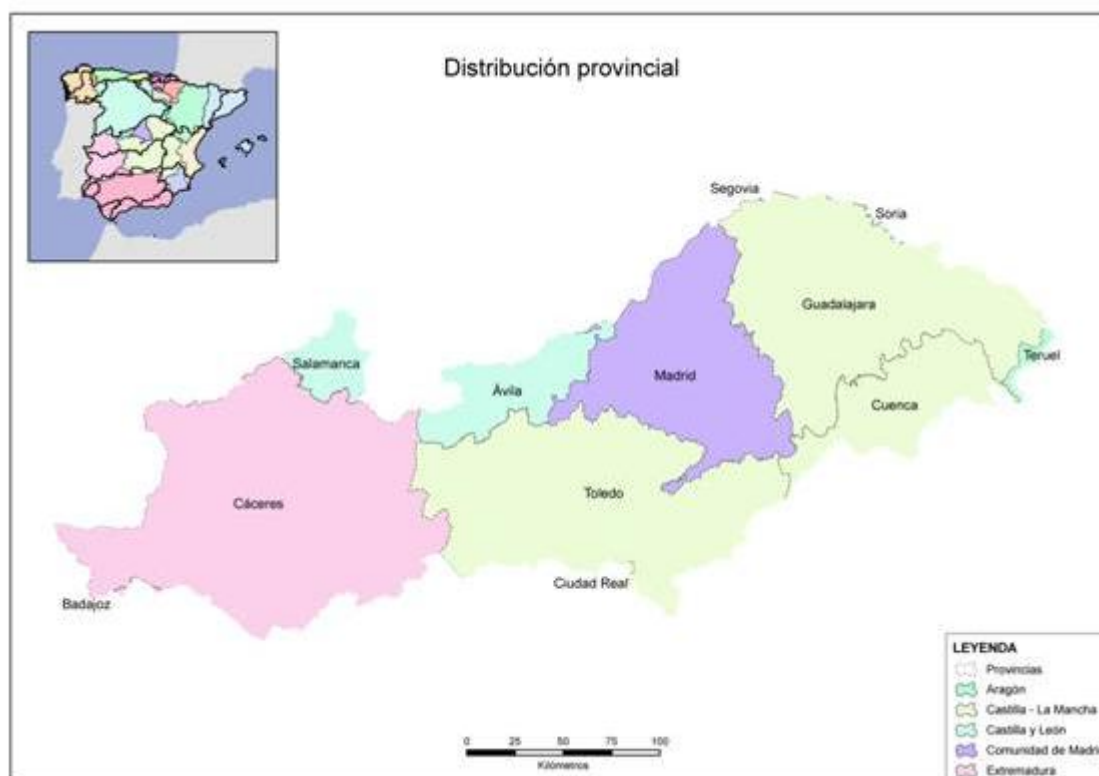 Distribución provincial
Segovia
Soria
Guadalajara
Salamanca
Teruel
Madrid
Ávila
Cuenca
Cáceres
Toledo
Ciudad Real
Badajoz
LEYENDA
Provincias
Aragón
Castilla - La Mancha
Castilla y León
Comunidad de Madri
Extremadura
0 25 50 75 100
Kilómetros